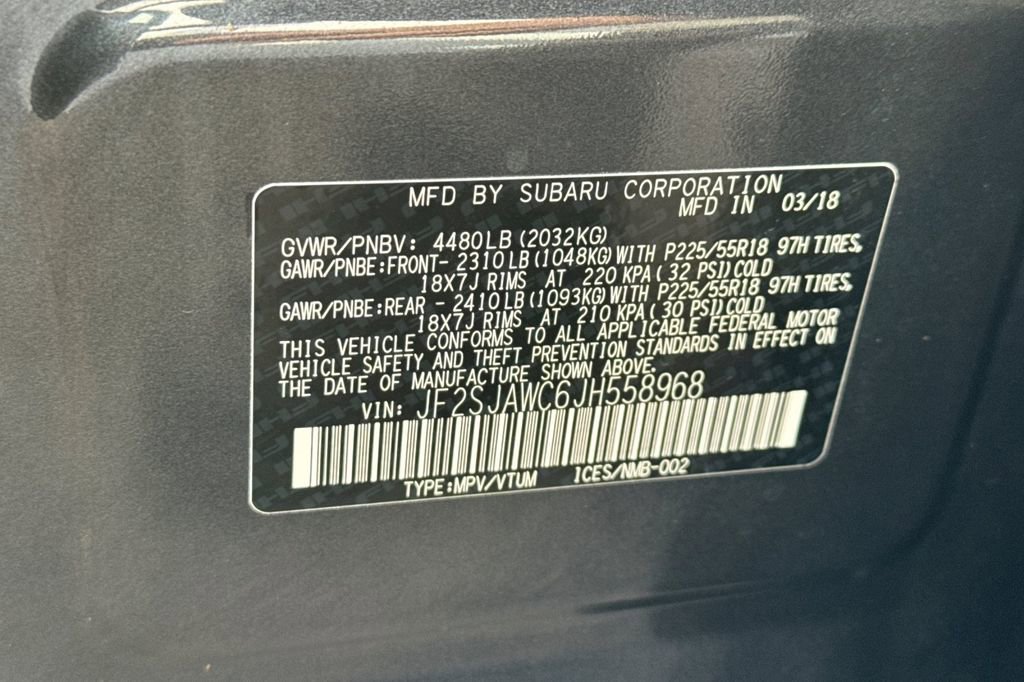 MFD BY SUBARU CORPORATION
MFD IN 03/18
GVWR/PNBV: 4480LB (2032KG)
GAWR/PNBE:FRONT- 2310LB (1048KG) WITH P225/55R18 97H TIRES,
18X7J RIMS AT 220 KPA ( 32 PSI) COLD
GAWR/PNBE:REAR - 2410LB (1093KG) WITH P225/55R18 97H TIRES,
18X7J RIMS AT 210 KPA ( 30 PSI) COLD
THIS VEHICLE CONFORMS TO ALL APPLICABLE FEDERAL MOTOR
VEHICLE SAFETY AND THEFT PREVENTION STANDARDS IN EFFECT ON
THE DATE OF MANUFACTURE SHOWN ABOVE.
VIN: JF2SJAWC6JH558968
TYPE:MPV/VTUM ICES/NMB-002